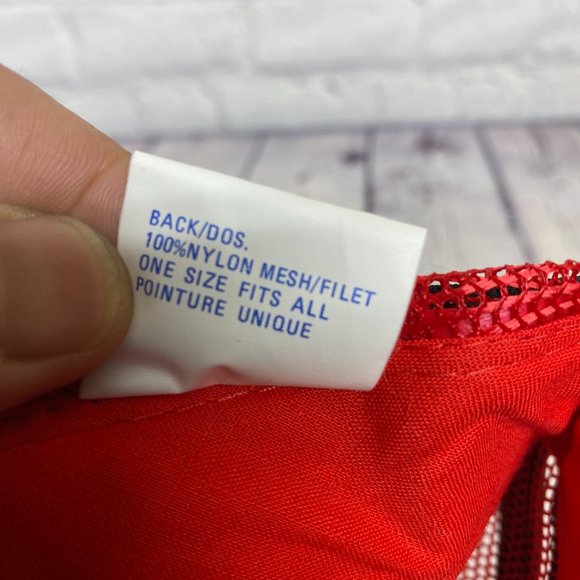 BACK/DOS.
100%NYLON MESH/FILET
ONE SIZE FITS ALL
POINTURE UNIQUE